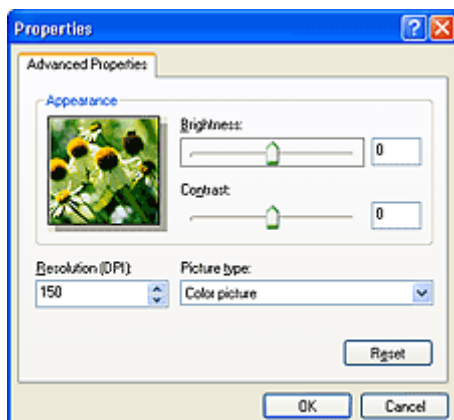 Properties
Advanced Properties
Appearance
Brightness:
0
Contrast:
0
Resolution (DPI):
150
Picture type:
Color picture
Reset
OK
Cancel